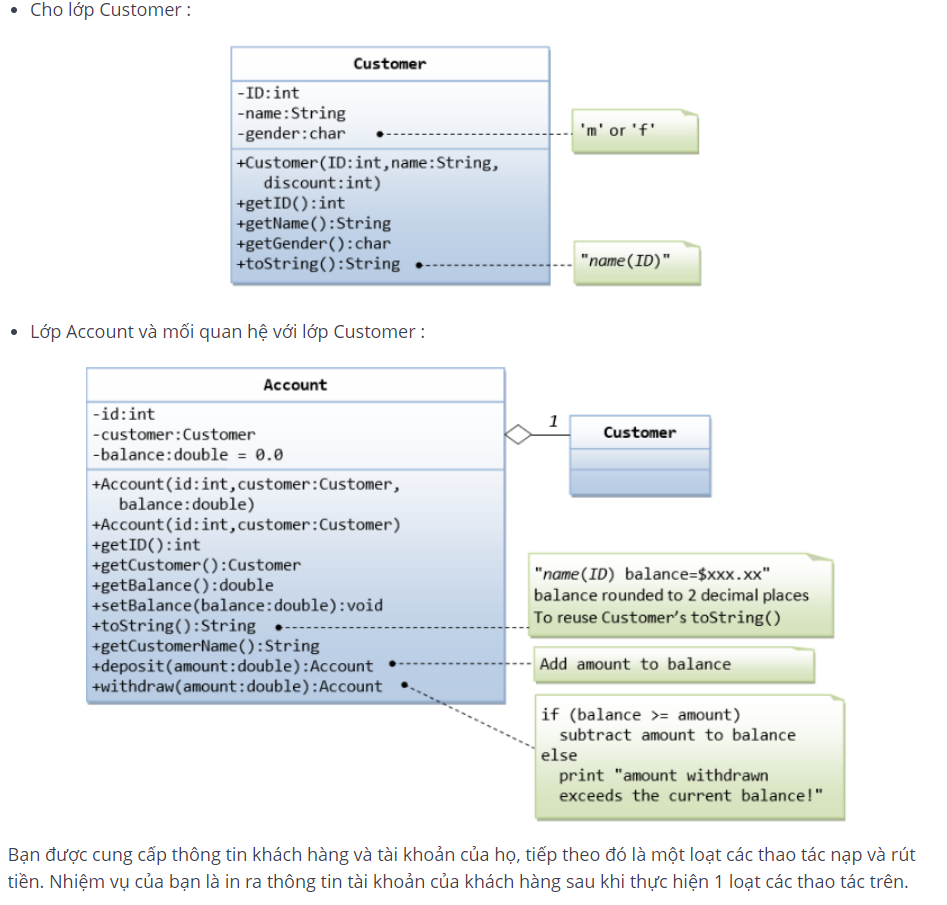 Cho lớp Customer :
Customer
-ID:int
-name:String
-gender:char
'm' or 'f'
+Customer(ID:int,name:String,
discount:int)
+getID():int
+getName():String
+getGender():char
+toString():String
"name(ID)"
Lớp Account và mối quan hệ với lớp Customer :
Account
-id:int
-customer:Customer
-balance:double = 0.0
1
Customer
+Account(id:int,customer:Customer,
balance:double)
+Account(id:int,customer:Customer)
+getID():int
+getCustomer():Customer
+getBalance():double
+setBalance(balance:double):void
+toString():String
+getCustomerName():String
+deposit(amount:double):Account
+withdraw(amount:double):Account
"name(ID) balance=$xxx.xx"
balance rounded to 2 decimal places
To reuse Customer's toString()
Add amount to balance
if (balance >= amount)
subtract amount to balance
else
print "amount withdrawn
exceeds the current balance!"
Bạn được cung cấp thông tin khách hàng và tài khoản của họ, tiếp theo đó là một loạt các thao tác nạp và rút
tiền. Nhiệm vụ của bạn là in ra thông tin tài khoản của khách hàng sau khi thực hiện 1 loạt các thao tác trên.